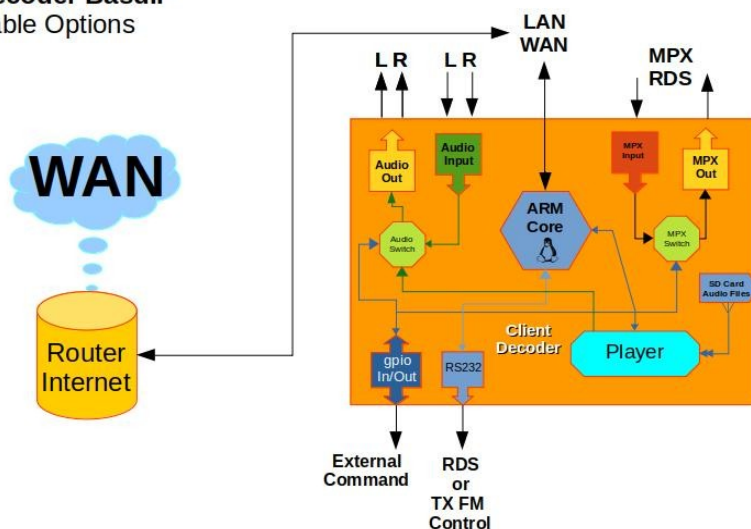 able Options
LAN
WAN
L R
L R
MPX
RDS
WAN
Audio
Out
Audio
Input
MPX
Input
MPX
Out
ARM
Core
Audio
Switch
MPX
Switch
SD Card
Audio Files
Router
Internet
Client
Decoder
Player
gpio
In/Out
RS232
External
Command
RDS
or
TX FM
Control